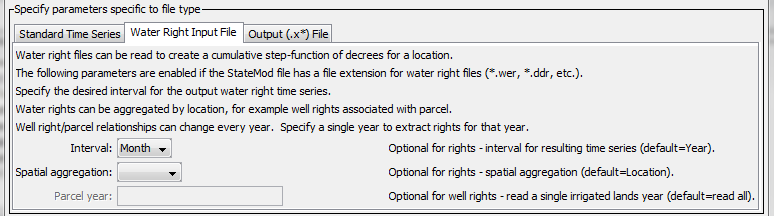 Specify parameters specific to file type
Standard Time Series Water Right Input File Output (.x*) File
Water right files can be read to create a cumulative step-function of decrees for a location.
The following parameters are enabled if the StateMod file has a file extension for water right files (*.wer, *.ddr, etc.).
Specify the desired interval for the output water right time series.
Water rights can be aggregated by location, for example well rights associated with parcel.
Well right/parcel relationships can change every year.  Specify a single year to extract rights for that year.
Interval: Month Optional for rights - interval for resulting time series (default=Year).
Spatial aggregation: Optional for rights - spatial aggregation (default=Location).
Parcel year: Optional for well rights - read a single irrigated lands year (default=read all).